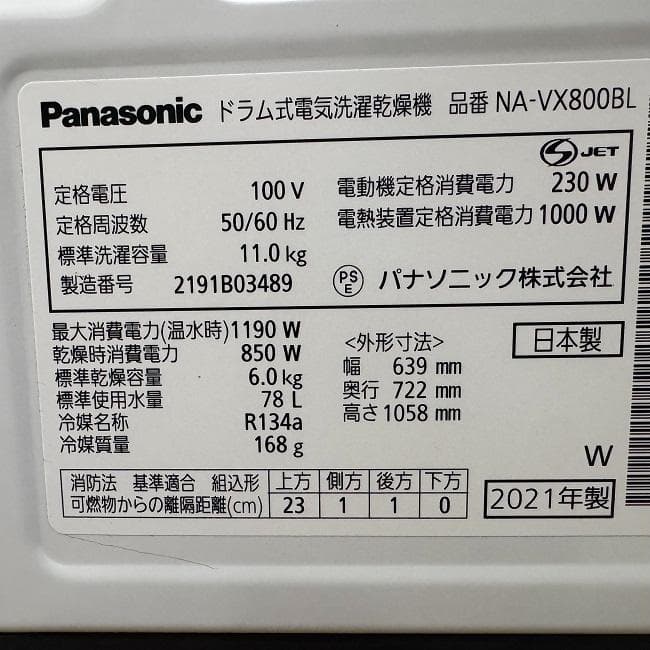 Panasonic ドラム式電気洗濯乾燥機 品番 NA-VX800BL
S JET
定格電圧 100 V 電動機定格消費電力 230 W
定格周波数 50/60 Hz 電熱装置定格消費電力 1000 W
標準洗濯容量 11.0 kg
製造番号 2191B03489 PSE パナソニック株式会社
最大消費電力(温水時) 1190 W
乾燥時消費電力 850 W
標準乾燥容量 6.0 kg
標準使用水量 78 L
冷媒名称 R134a
冷媒質量 168 g
<外形寸法>
幅 639 mm
奥行 722 mm
高さ 1058 mm
日本製
W
消防法 基準適合 組込形 上方 側方 後方 下方
可燃物からの離隔距離(cm) 23 1 1 0
2021年製